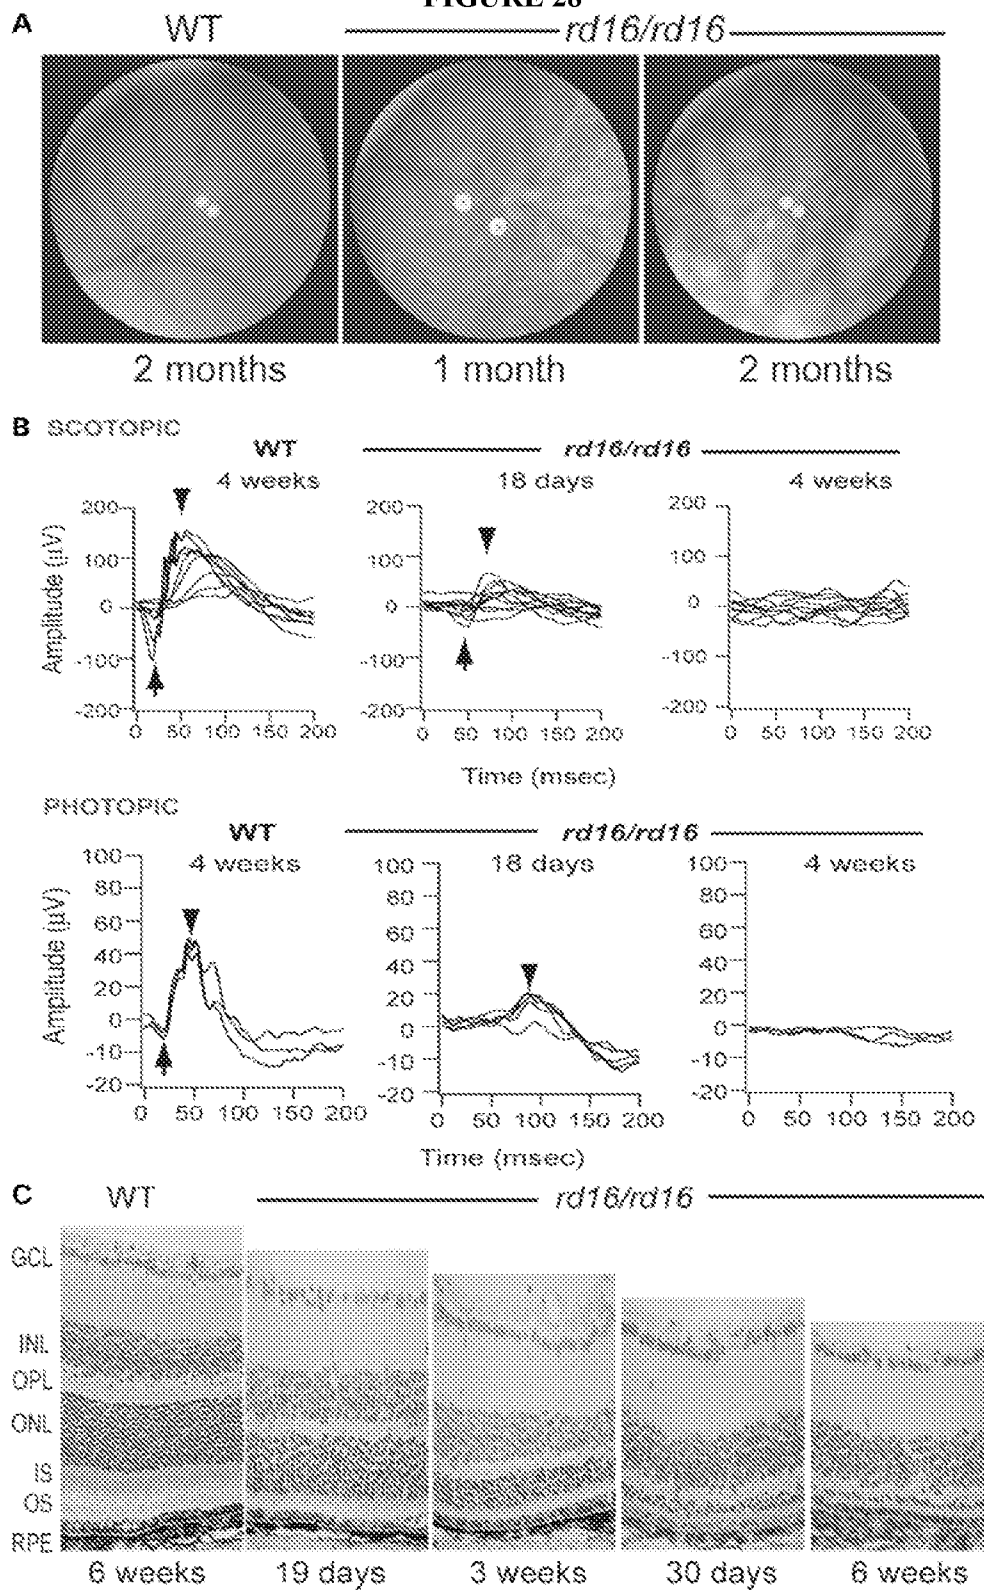 FIGURE 28
A WT rd16/rd16
2 months 1 month 2 months
B SCOTOPIC
WT rd16/rd16
4 weeks 18 days 4 weeks
Amplitude (µV)
200 200 200
100 100 100
0 0 0
-100 -100 -100
-200 -200 -200
0 50 100 150 200 0 50 100 150 200 0 50 100 150 200
Time (msec)
PHOTOPIC
WT rd16/rd16
4 weeks 18 days 4 weeks
Amplitude (µV)
100 100 100
80 80 80
60 60 60
40 40 40
20 20 20
0 0 0
-10 -10 -10
-20 -20 -20
0 50 100 150 200 0 50 100 150 200 0 50 100 150 200
Time (msec)
C WT rd16/rd16
GCL
INL
OPL
ONL
IS
OS
RPE
6 weeks 19 days 3 weeks 30 days 6 weeks